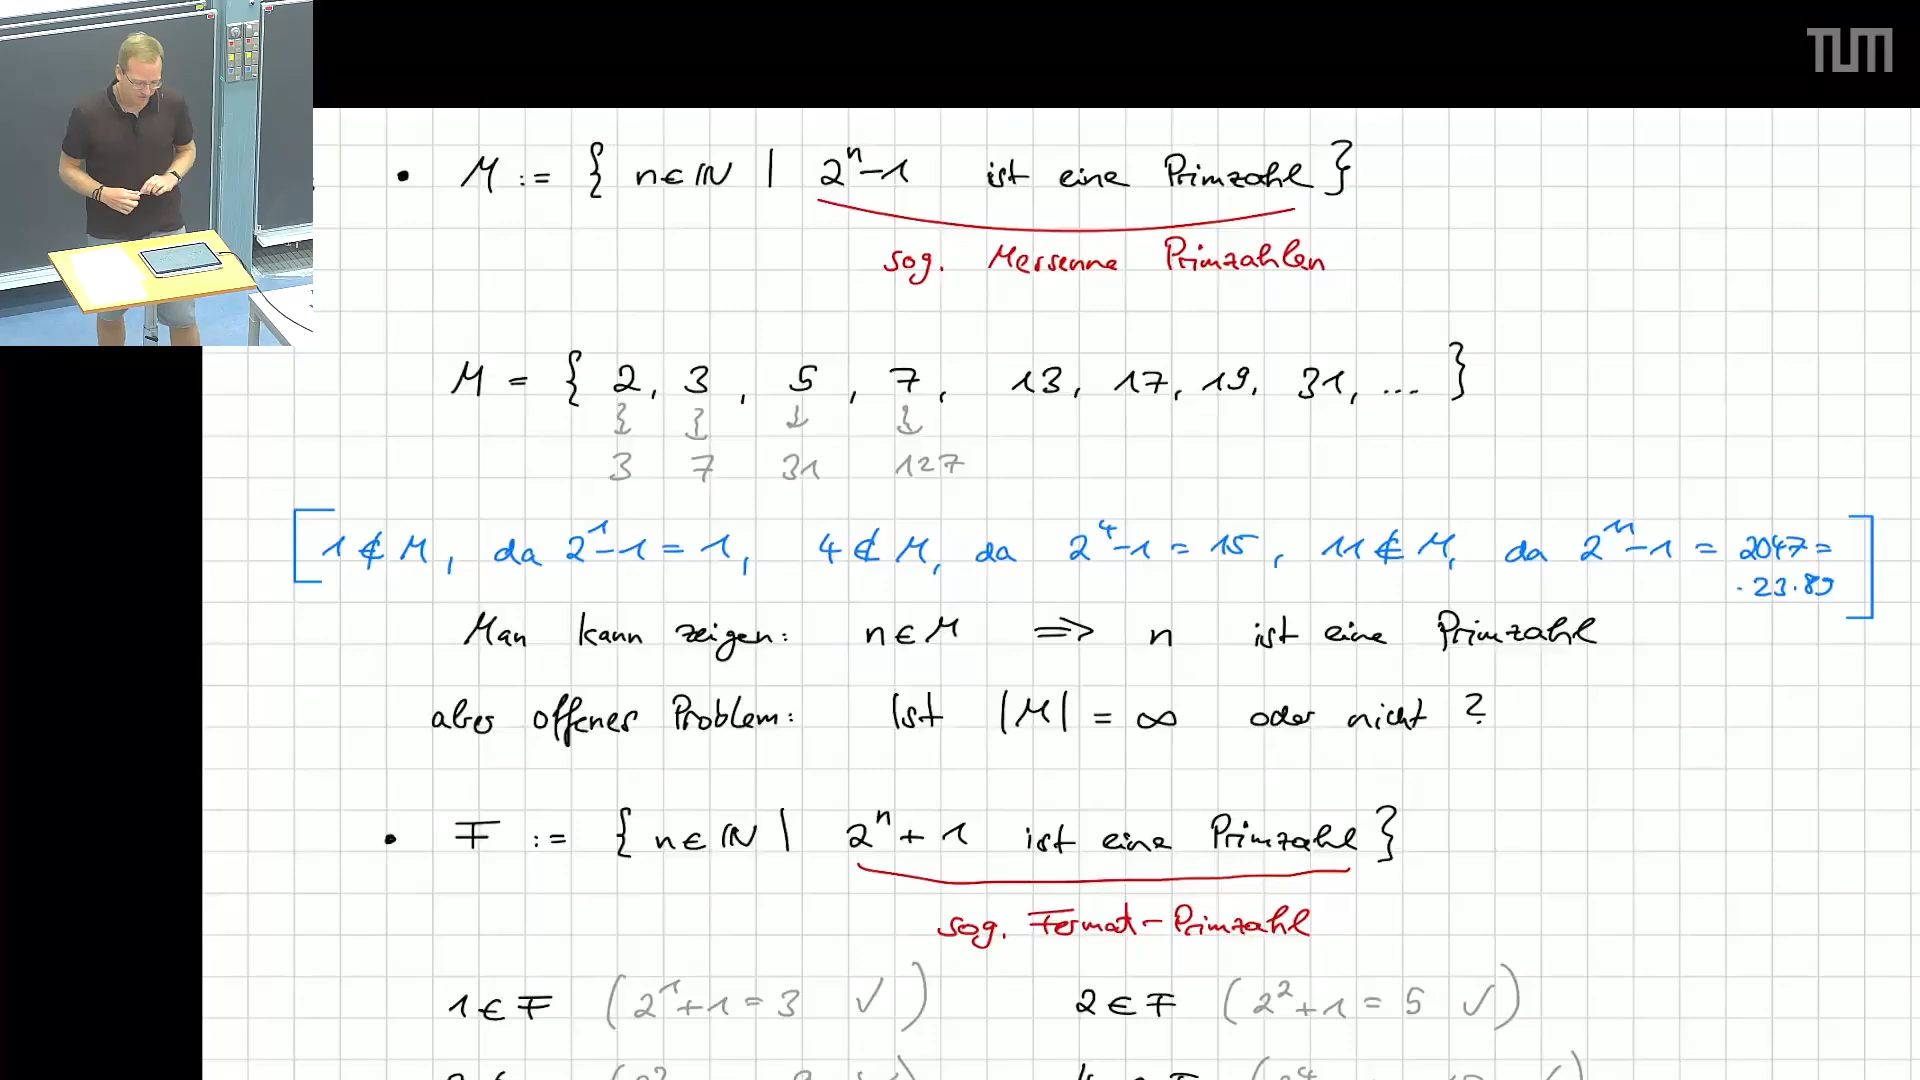 TUM
• M := { n ∈ ℕ | 2ⁿ-1 ist eine Primzahl }
sog. Mersenne Primzahlen
M = { 2, 3, 5, 7, 13, 17, 19, 31, ... }
3 7 31 127
[ 1 ∉ M, da 2¹-1 = 1, 4 ∉ M, da 2⁴-1 = 15, 11 ∉ M, da 2¹¹-1 = 2047 =
· 23·89 ]
Man kann zeigen: n ∈ M ⟹ n ist eine Primzahl
aber offenes Problem: Ist |M| = ∞ oder nicht ?
• F := { n ∈ ℕ | 2ⁿ + 1 ist eine Primzahl }
sog. Fermat-Primzahl
1 ∈ F (2¹+1 = 3 ✓) 2 ∈ F (2²+1 = 5 ✓)